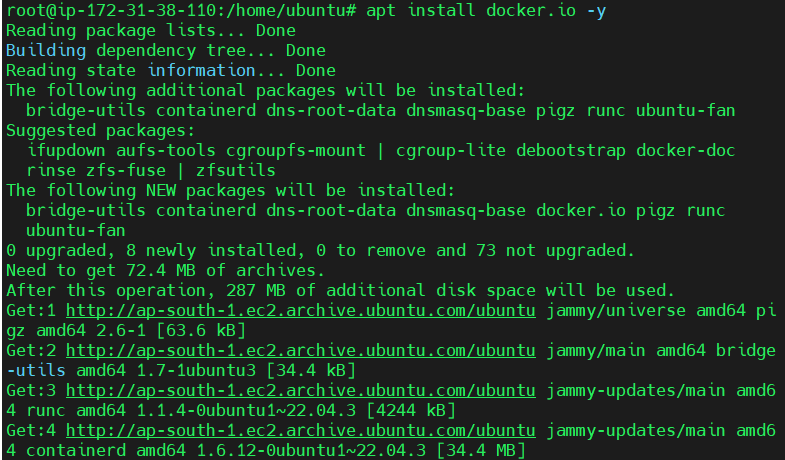 root@ip-172-31-38-110:/home/ubuntu# apt install docker.io -y
Reading package lists... Done
Building dependency tree... Done
Reading state information... Done
The following additional packages will be installed:
  bridge-utils containerd dns-root-data dnsmasq-base pigz runc ubuntu-fan
Suggested packages:
  ifupdown aufs-tools cgroupfs-mount | cgroup-lite debootstrap docker-doc
  rinse zfs-fuse | zfsutils
The following NEW packages will be installed:
  bridge-utils containerd dns-root-data dnsmasq-base docker.io pigz runc
  ubuntu-fan
0 upgraded, 8 newly installed, 0 to remove and 73 not upgraded.
Need to get 72.4 MB of archives.
After this operation, 287 MB of additional disk space will be used.
Get:1 http://ap-south-1.ec2.archive.ubuntu.com/ubuntu jammy/universe amd64 pi
gz amd64 2.6-1 [63.6 kB]
Get:2 http://ap-south-1.ec2.archive.ubuntu.com/ubuntu jammy/main amd64 bridge
-utils amd64 1.7-1ubuntu3 [34.4 kB]
Get:3 http://ap-south-1.ec2.archive.ubuntu.com/ubuntu jammy-updates/main amd6
4 runc amd64 1.1.4-0ubuntu1~22.04.3 [4244 kB]
Get:4 http://ap-south-1.ec2.archive.ubuntu.com/ubuntu jammy-updates/main amd6
4 containerd amd64 1.6.12-0ubuntu1~22.04.3 [34.4 MB]